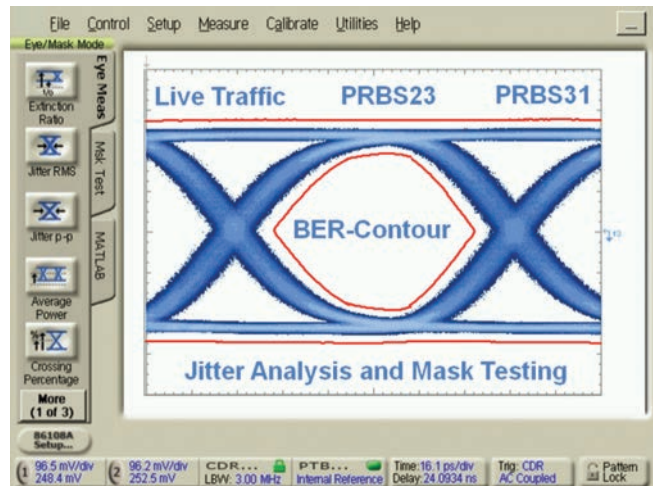 File Control Setup Measure Calibrate Utilities Help
Eye/Mask Mode
Eye Meas
Msk Test
MATLAB
Extinction
Ratio
Jitter RMS
Jitter p-p
Average
Power
Crossing
Percentage
More
(1 of 3)
86108A
Setup...
Live Traffic PRBS23 PRBS31
BER-Contour
Jitter Analysis and Mask Testing
1 96.5 mV/div
248.4 mV
2 96.2 mV/div
252.5 mV
CDR...
LBW: 3.00 MHz
PTB...
Internal Reference
Time:16.1 ps/div
Delay:24.0934 ns
Trig: CDR
AC Coupled
Pattern
Lock